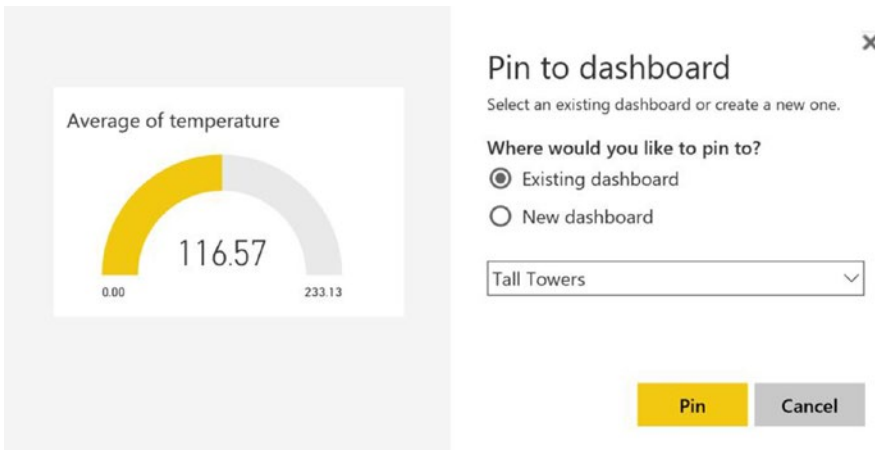 Average of temperature
116.57
0.00
233.13
Pin to dashboard
Select an existing dashboard or create a new one.
Where would you like to pin to?
Existing dashboard
New dashboard
Tall Towers
Pin
Cancel